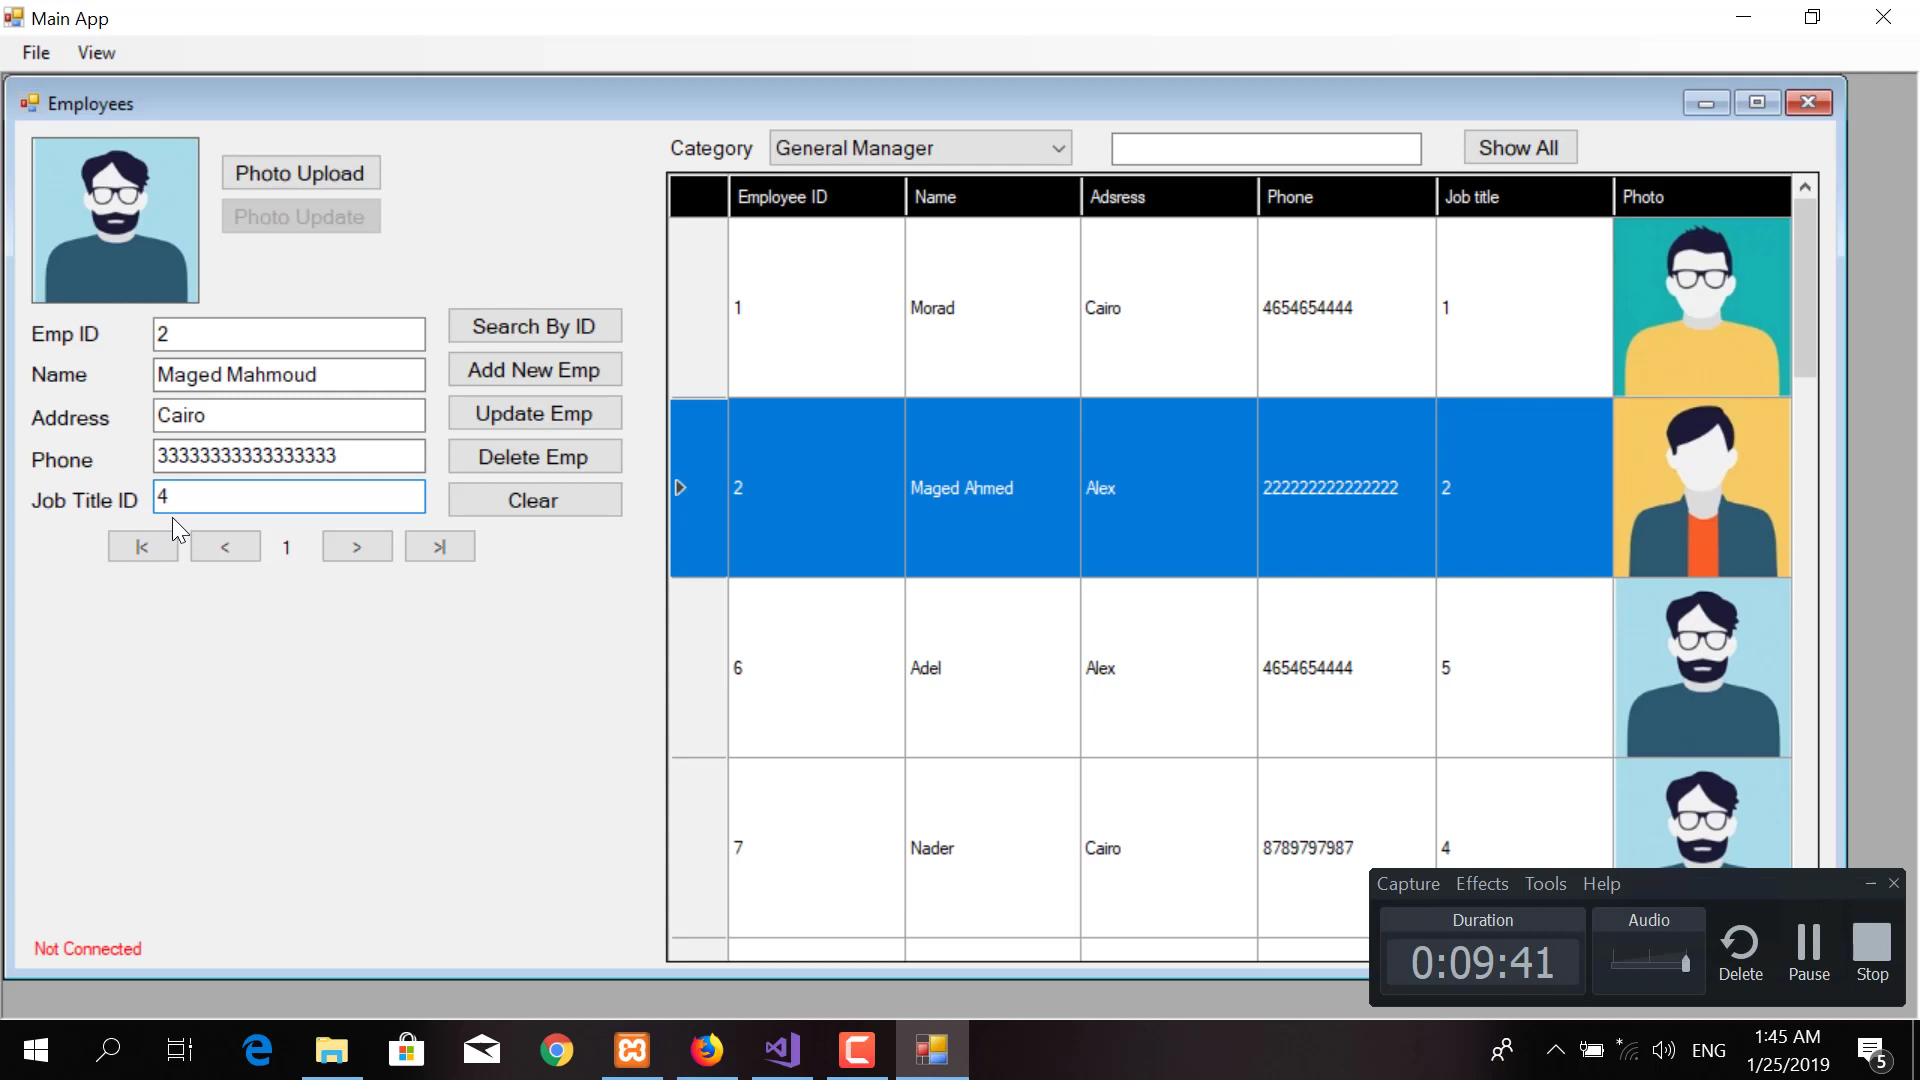 Main App
File View
Employees
Photo Upload
Photo Update
Emp ID 2
Name Maged Mahmoud
Address Cairo
Phone 33333333333333333
Job Title ID 4
Search By ID
Add New Emp
Update Emp
Delete Emp
Clear
|< < 1 > >|
Not Connected
Category General Manager Show All
Employee ID Name Adsress Phone Job title Photo
1 Morad Cairo 4654654444 1
2 Maged Ahmed Alex 222222222222222 2
6 Adel Alex 4654654444 5
7 Nader Cairo 8789797987 4
Capture Effects Tools Help
Duration Audio
0:09:41
Delete Pause Stop
ENG
1:45 AM
1/25/2019
5